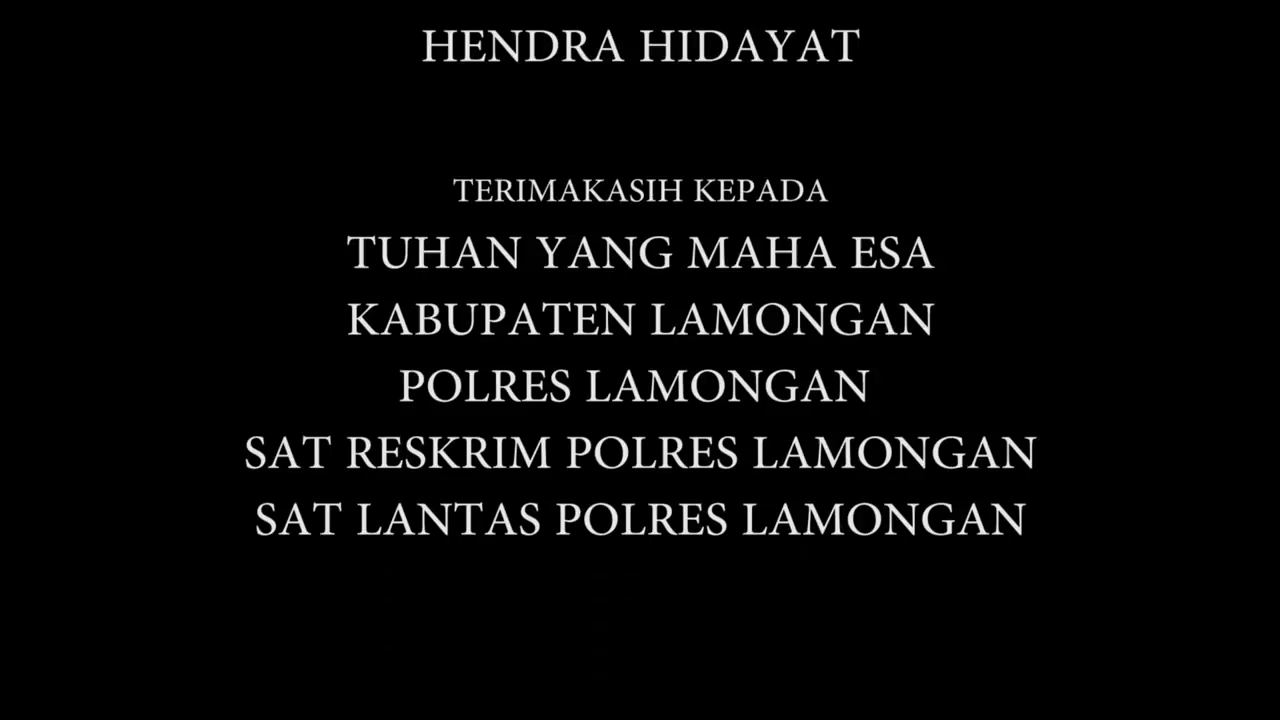 HENDRA HIDAYAT
TERIMAKASIH KEPADA
TUHAN YANG MAHA ESA
KABUPATEN LAMONGAN
POLRES LAMONGAN
SAT RESKRIM POLRES LAMONGAN
SAT LANTAS POLRES LAMONGAN